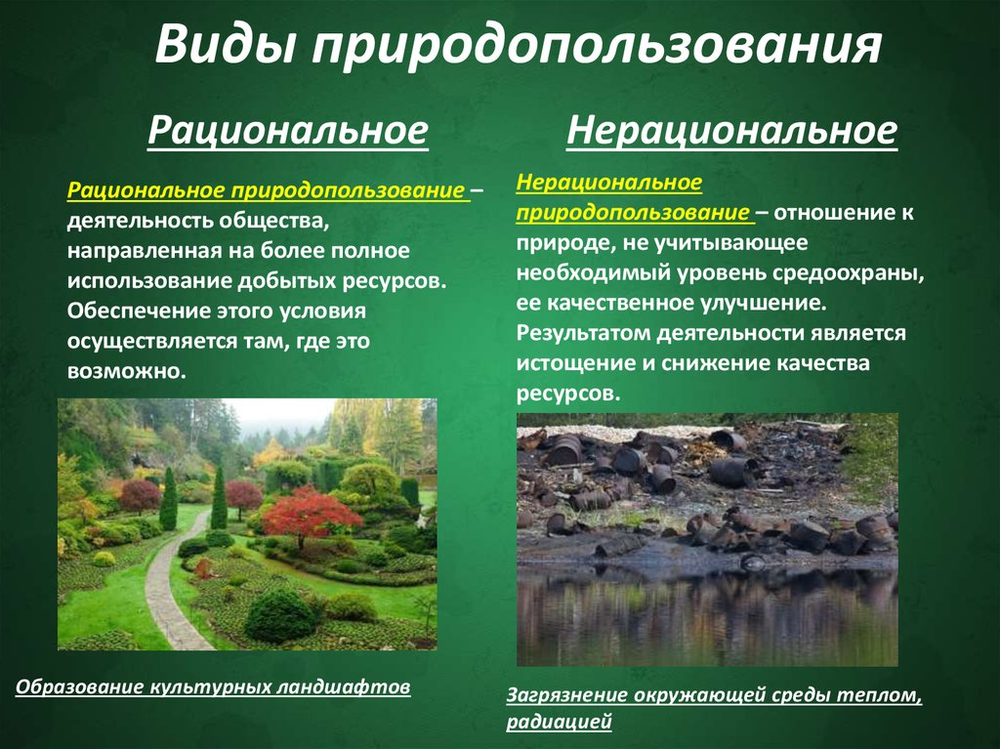 Виды природопользования
Рациональное
Рациональное природопользование –
деятельность общества,
направленная на более полное
использование добытых ресурсов.
Обеспечение этого условия
осуществляется там, где это
возможно.
Образование культурных ландшафтов
Нерациональное
Нерациональное
природопользование – отношение к
природе, не учитывающее
необходимый уровень средоохраны,
ее качественное улучшение.
Результатом деятельности является
истощение и снижение качества
ресурсов.
Загрязнение окружающей среды теплом,
радиацией